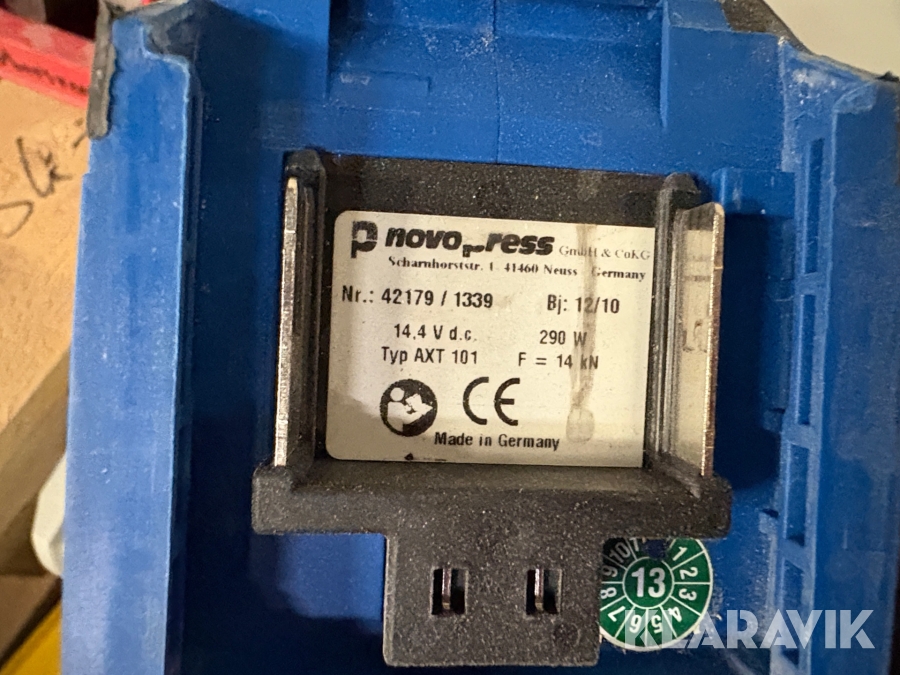 novopress GmbH & CoKG
Scharnhorststr. 1 41460 Neuss Germany
Nr.: 42179 / 1339 Bj: 12/10
14,4 V d.c. 290 W
Typ AXT 101 F = 14 kN
CE
Made in Germany
13
1 2 3 4 5 6 7 8 9 10
KLARAVIK